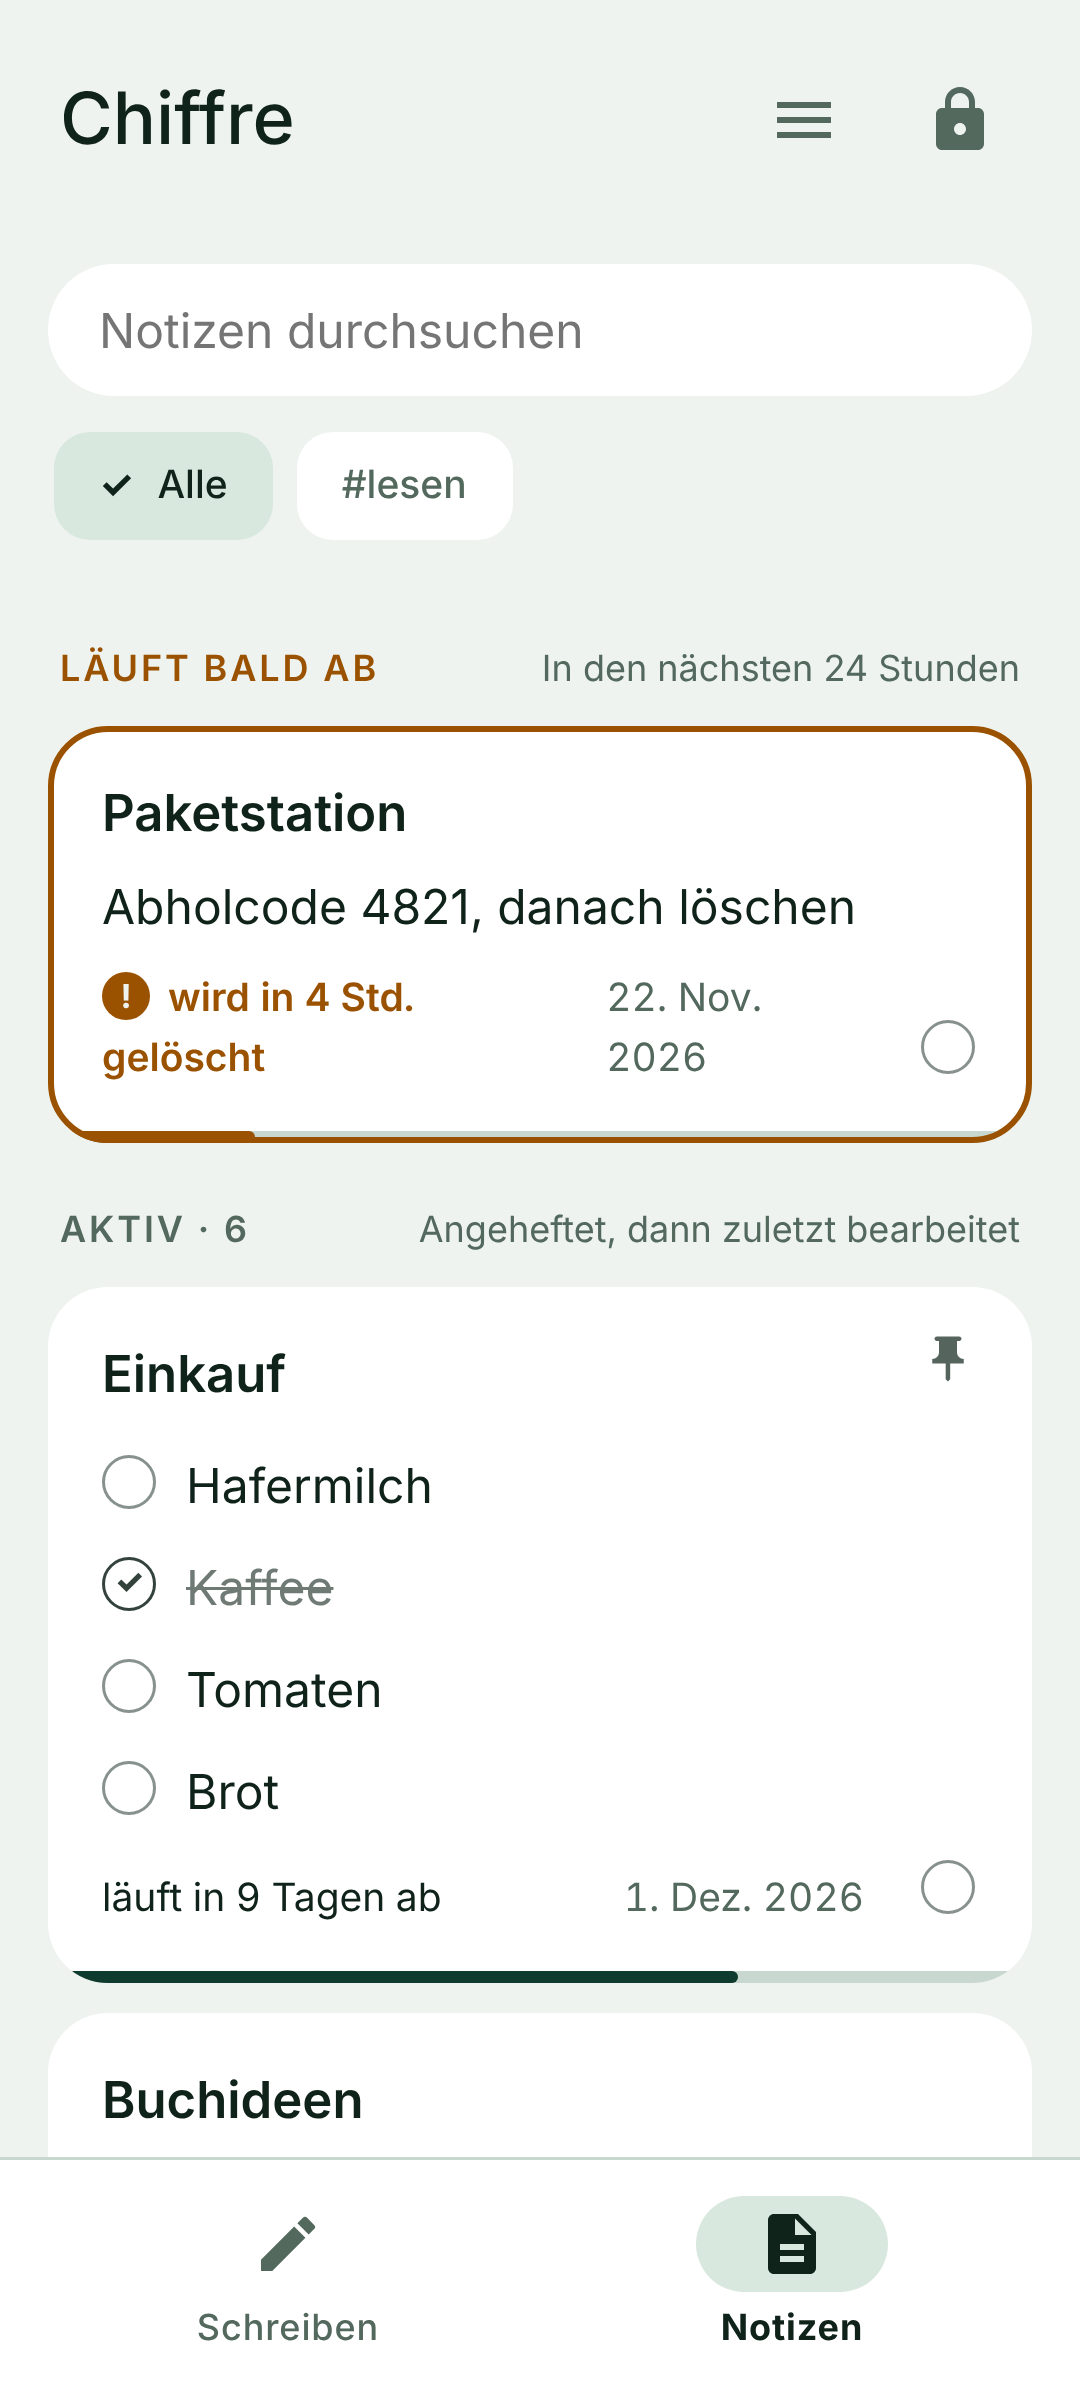 Chiffre
Notizen durchsuchen
Alle
#lesen
LÄUFT BALD AB
In den nächsten 24 Stunden
Paketstation
Abholcode 4821, danach löschen
wird in 4 Std.
gelöscht
22. Nov.
2026
AKTIV · 6
Angeheftet, dann zuletzt bearbeitet
Einkauf
Hafermilch
Kaffee
Tomaten
Brot
läuft in 9 Tagen ab
1. Dez. 2026
Buchideen
Schreiben
Notizen